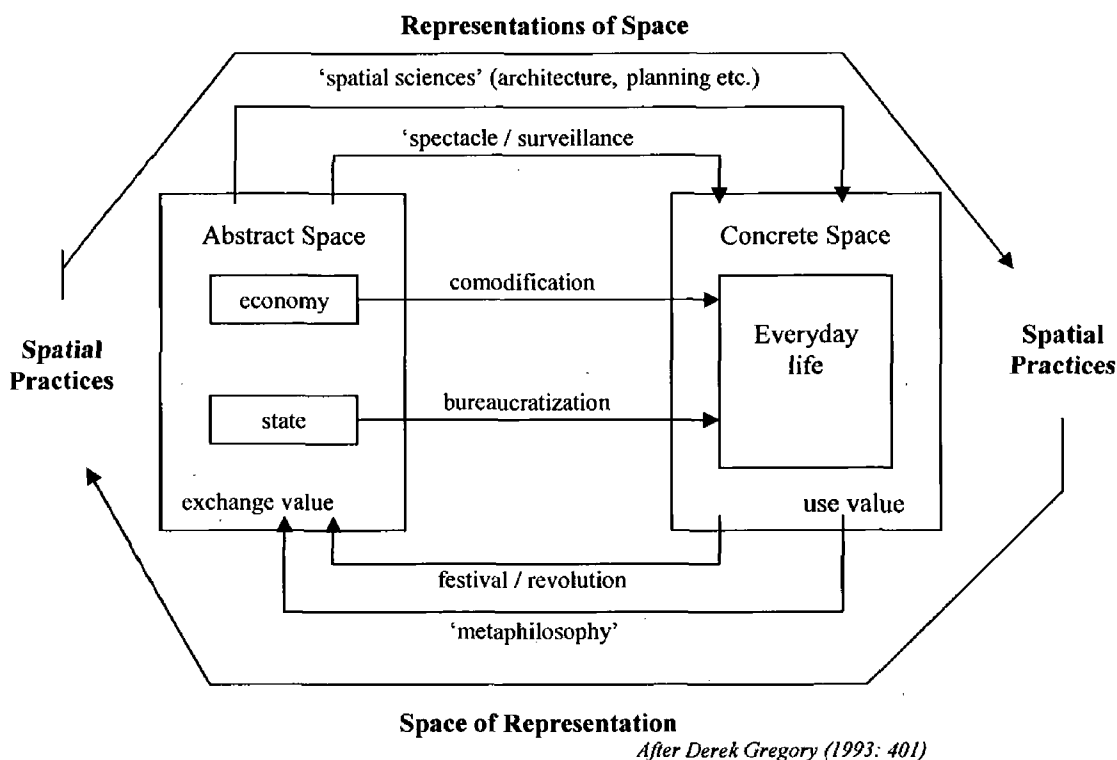 Representations of Space
'spatial sciences' (architecture, planning etc.)
'spectacle / surveillance
Abstract Space
Concrete Space
economy
comodification
Everyday
life
Spatial
Practices
Spatial
Practices
state
bureaucratization
exchange value
use value
festival / revolution
'metaphilosophy'
Space of Representation
After Derek Gregory (1993: 401)